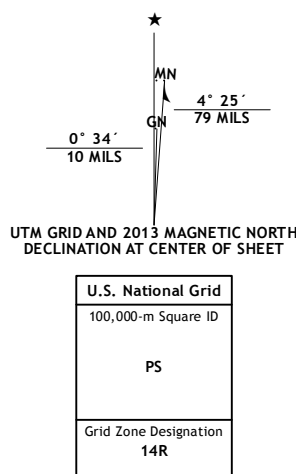 ★
MN
GN
4° 25´
79 MILS
0° 34´
10 MILS
UTM GRID AND 2013 MAGNETIC NORTH
DECLINATION AT CENTER OF SHEET
U.S. National Grid
100,000-m Square ID
PS
Grid Zone Designation
14R